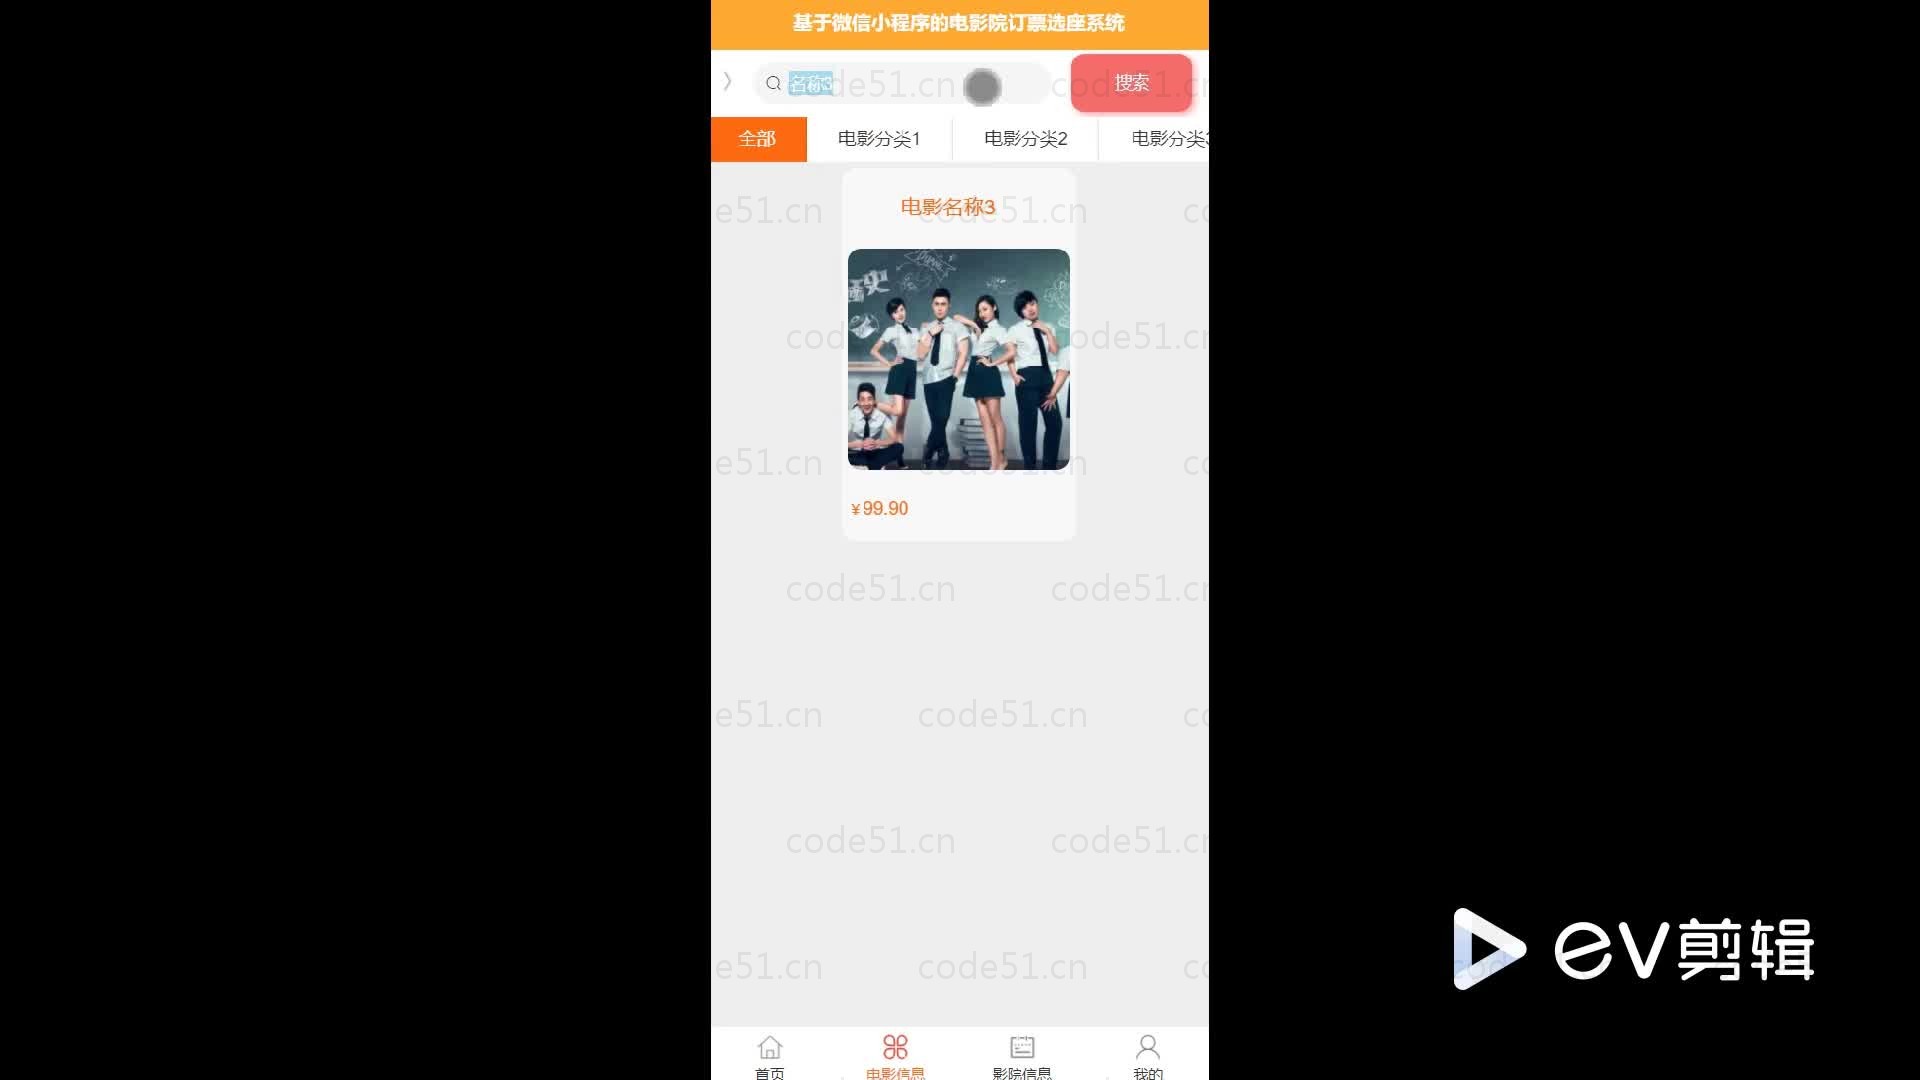 基于微信小程序的电影院订票选座系统
名称3
搜索
全部
电影分类1
电影分类2
电影分类3
电影名称3
¥99.90
首页
电影信息
影院信息
我的
code51.cn
ev剪辑